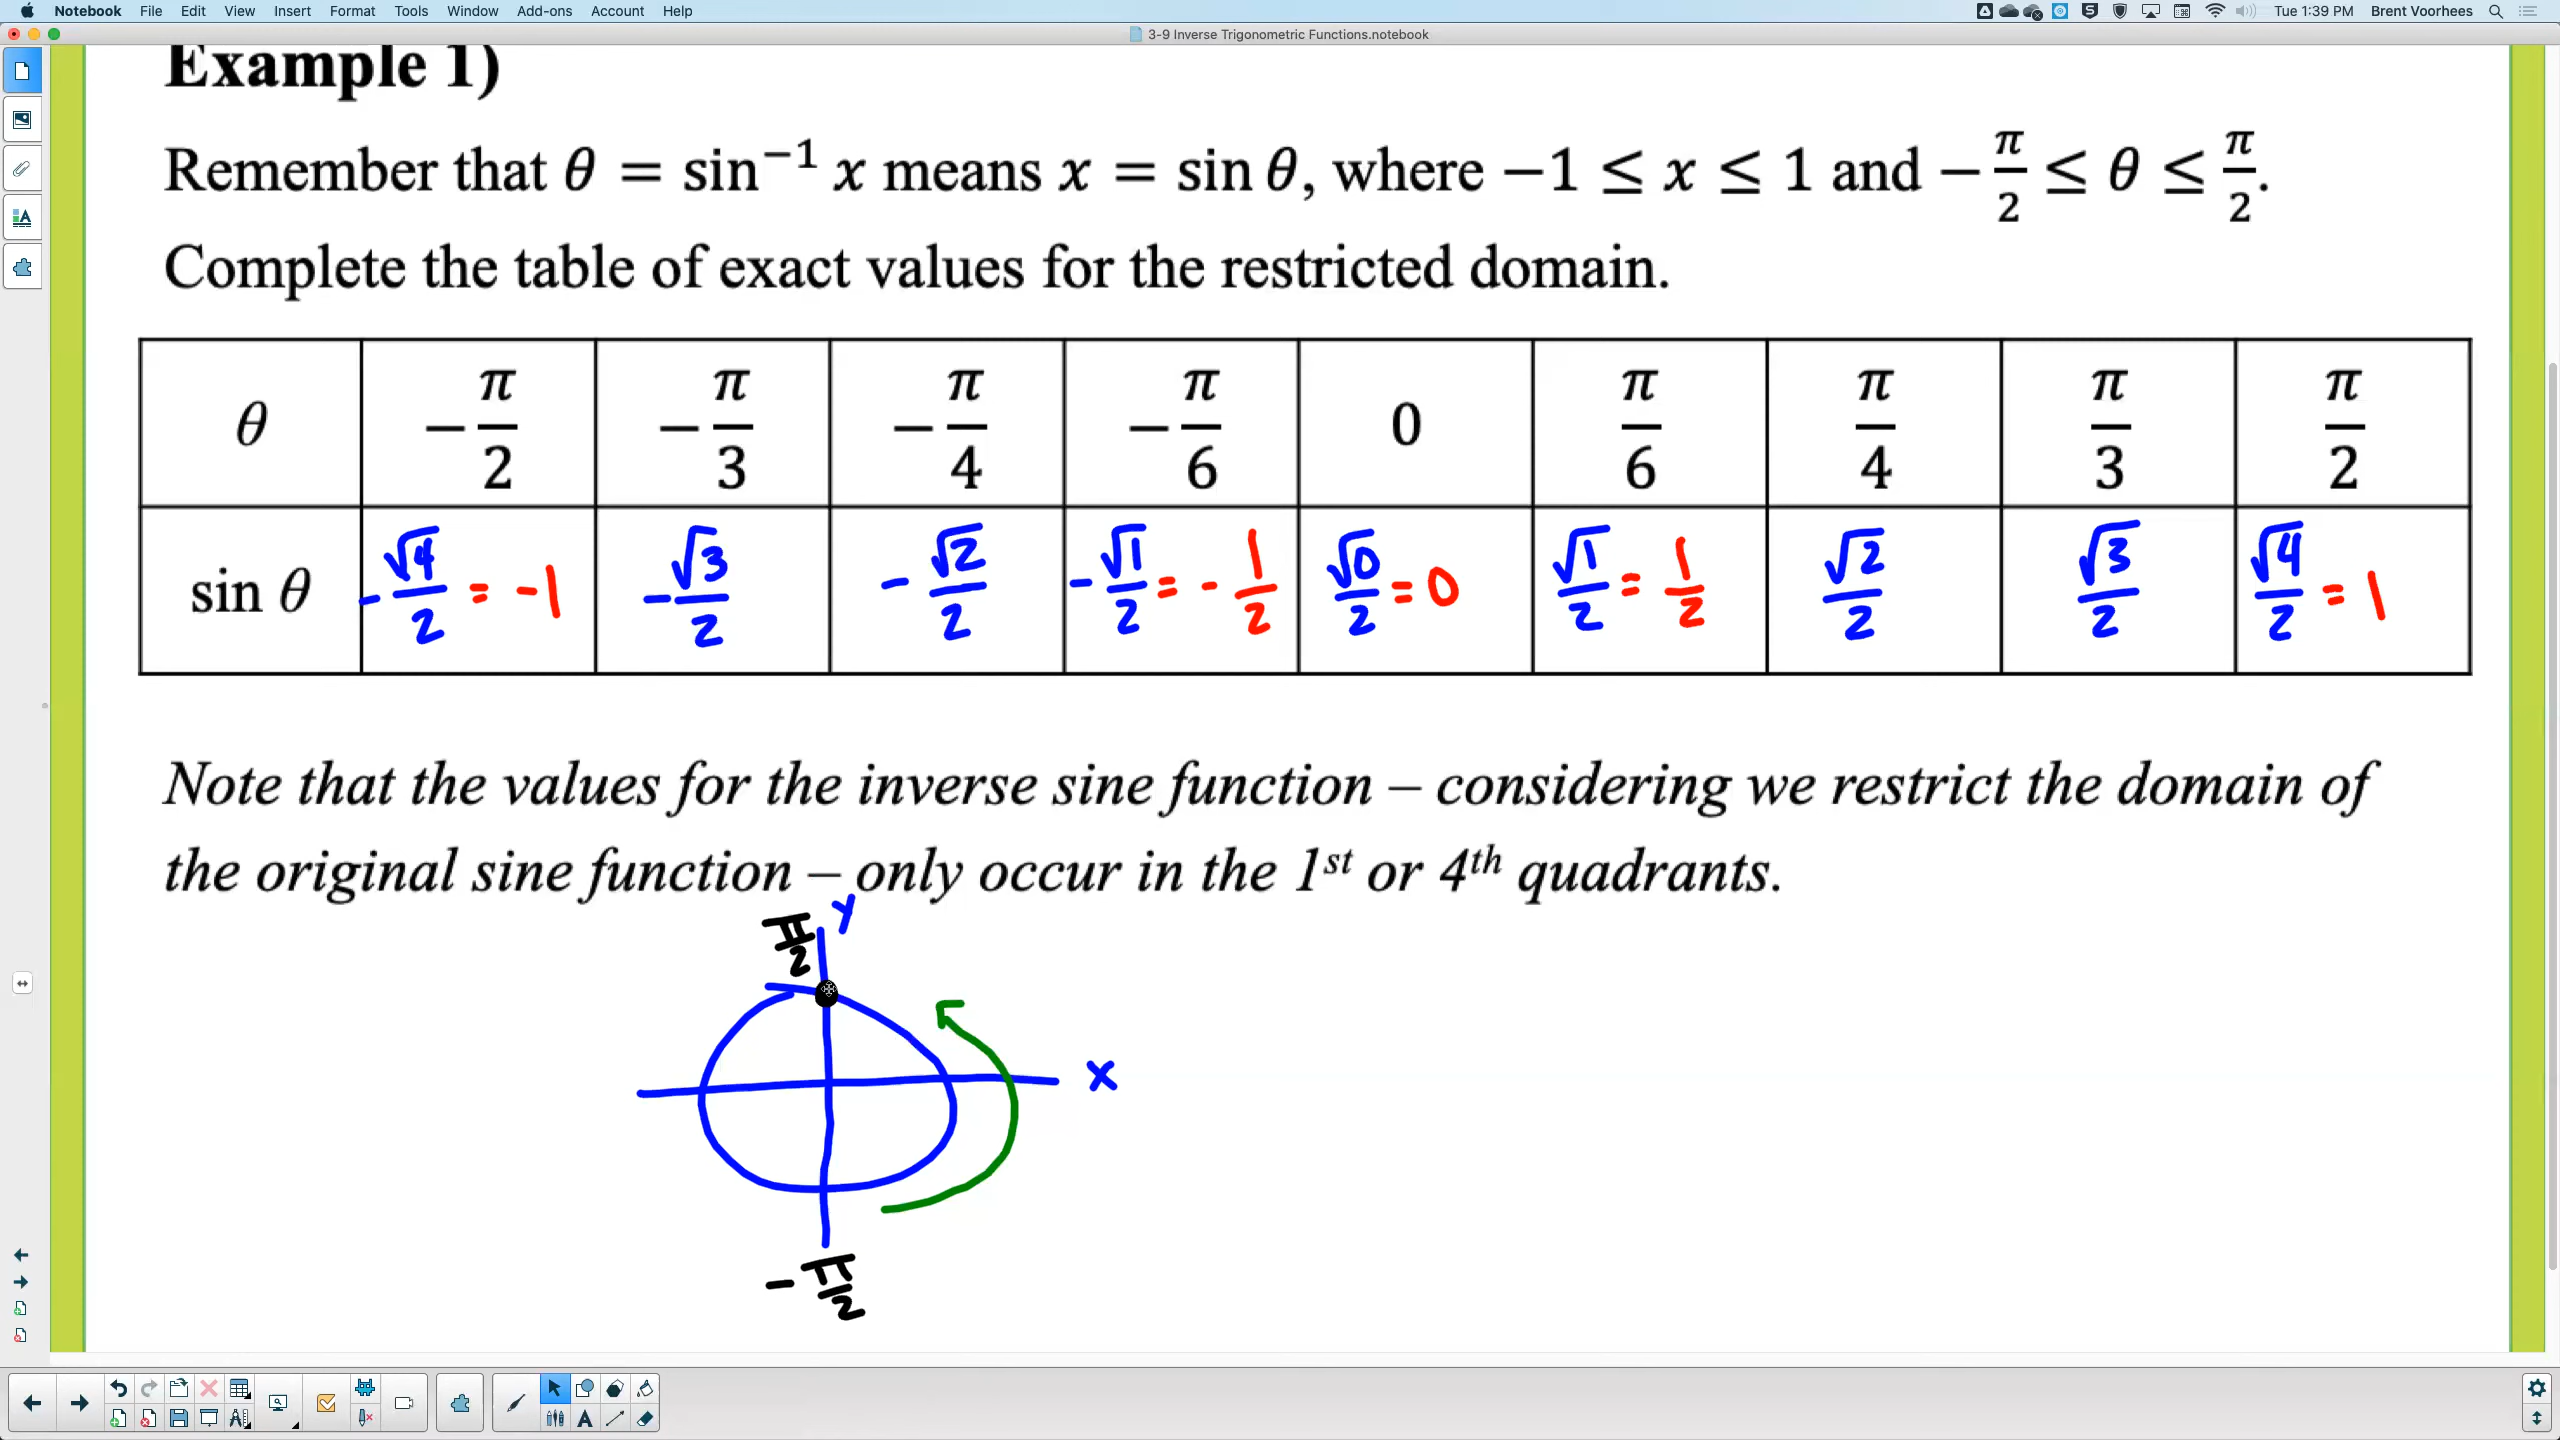 Notebook File Edit View Insert Format Tools Window Add-ons Account Help Tue 1:39 PM Brent Voorhees
3-9 Inverse Trigonometric Functions.notebook
Example 1)
Remember that θ = sin⁻¹ x means x = sin θ, where −1 ≤ x ≤ 1 and −π/2 ≤ θ ≤ π/2.
Complete the table of exact values for the restricted domain.
θ −π/2 −π/3 −π/4 −π/6 0 π/6 π/4 π/3 π/2
sin θ −√4/2 = −1 −√3/2 −√2/2 −√1/2 = −1/2 √0/2 = 0 √1/2 = 1/2 √2/2 √3/2 √4/2 = 1
Note that the values for the inverse sine function – considering we restrict the domain of
the original sine function – only occur in the 1st or 4th quadrants.
y
π/2
x
−π/2